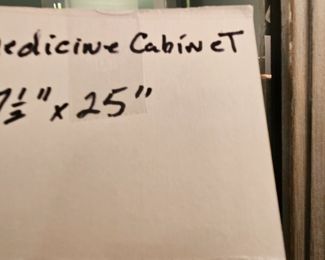 edicine CabineT
7½" x 25"